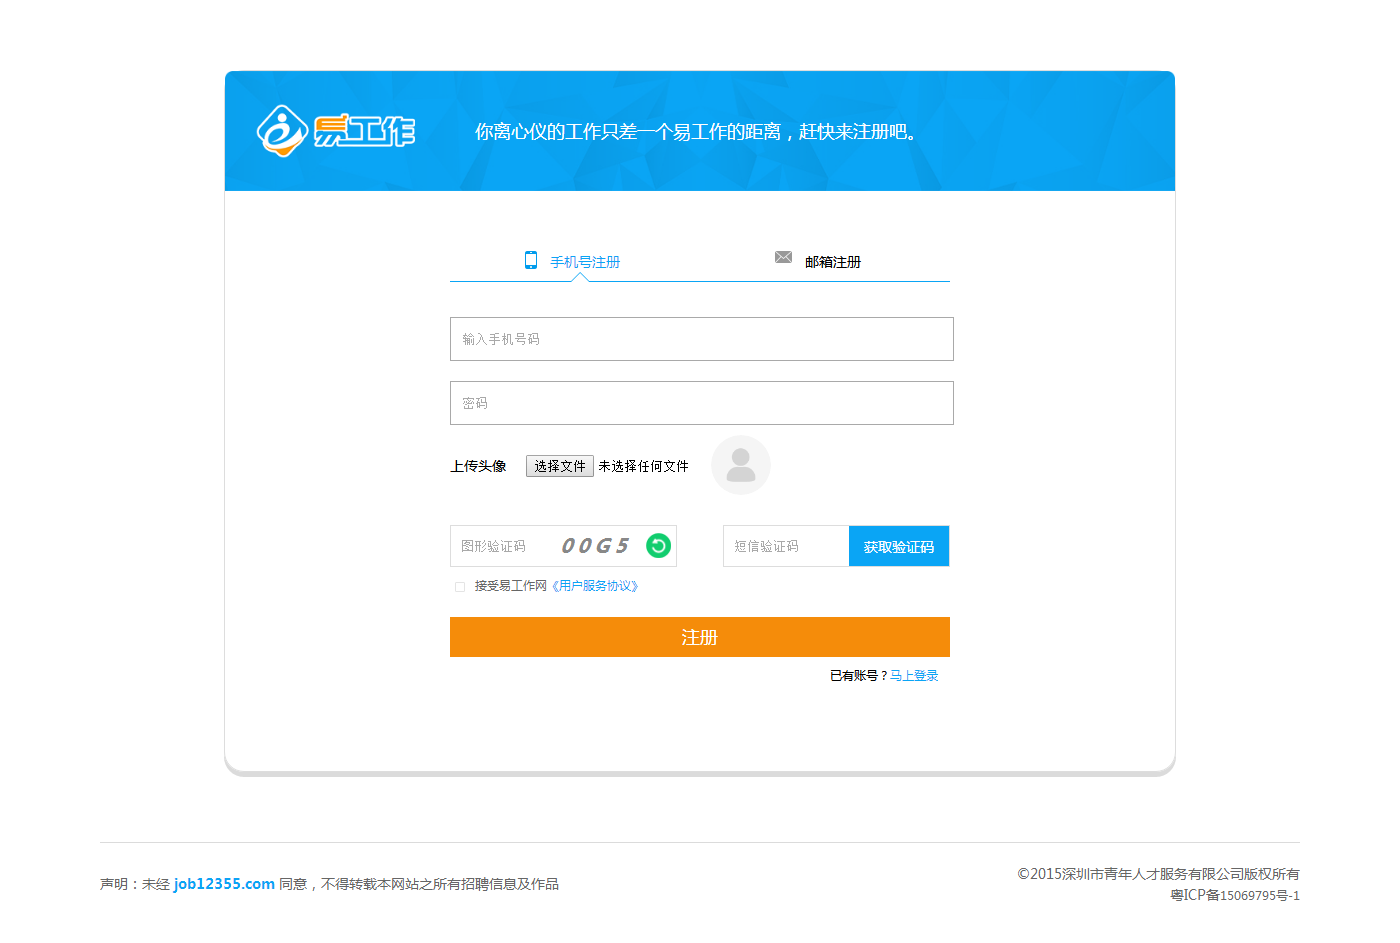 易工作
你离心仪的工作只差一个易工作的距离，赶快来注册吧。
手机号注册
邮箱注册
输入手机号码
密码
上传头像 选择文件 未选择任何文件
图形验证码 00G5 短信验证码 获取验证码
接受易工作网《用户服务协议》
注册
已有账号？马上登录
声明：未经 job12355.com 同意，不得转载本网站之所有招聘信息及作品
©2015深圳市青年人才服务有限公司版权所有
粤ICP备15069795号-1